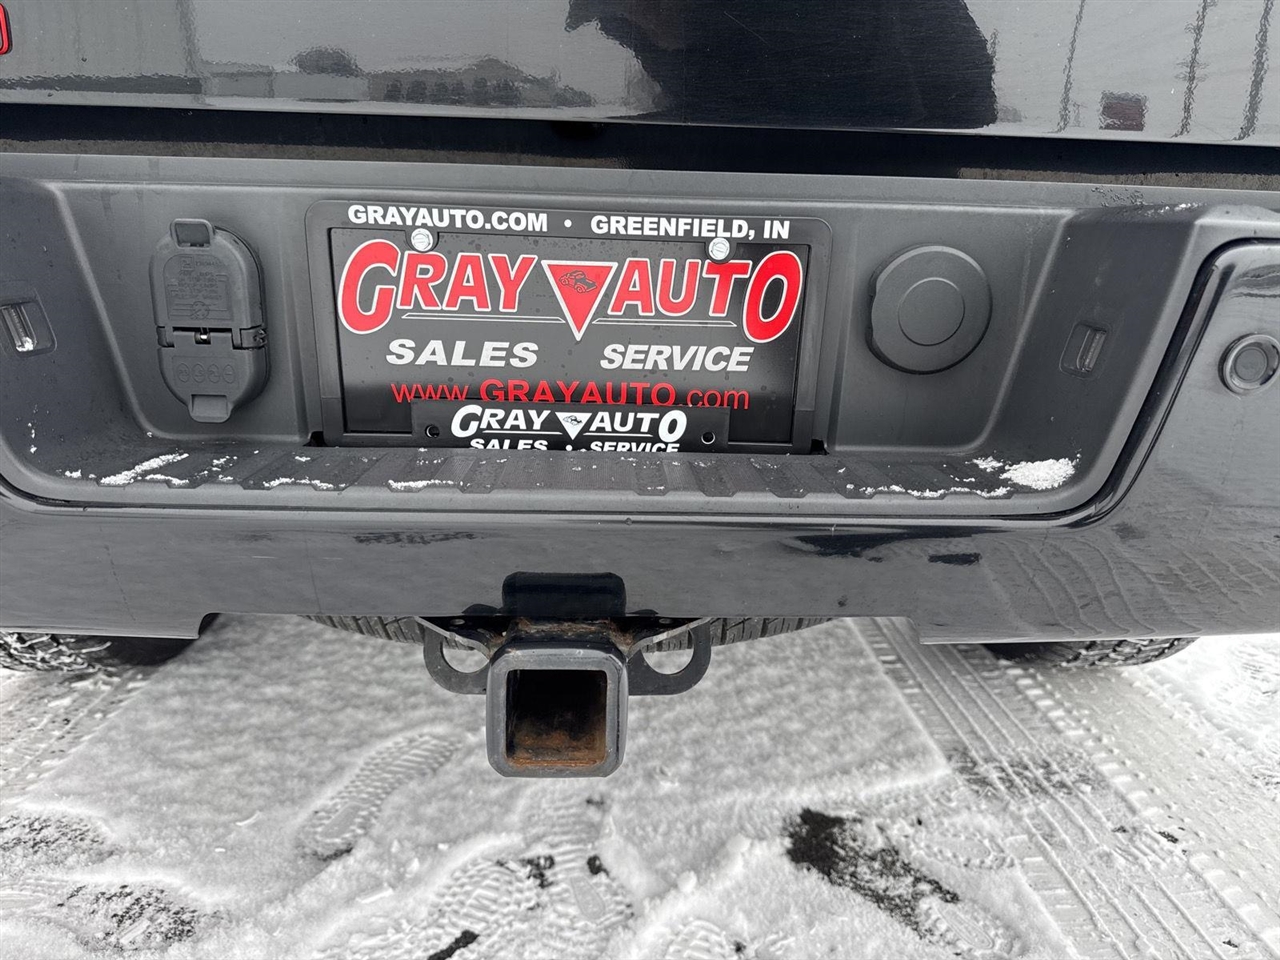 GRAYAUTO.COM • GREENFIELD, IN
GRAY AUTO
SALES SERVICE
www.GRAYAUTO.com
GRAY AUTO
SALES • SERVICE